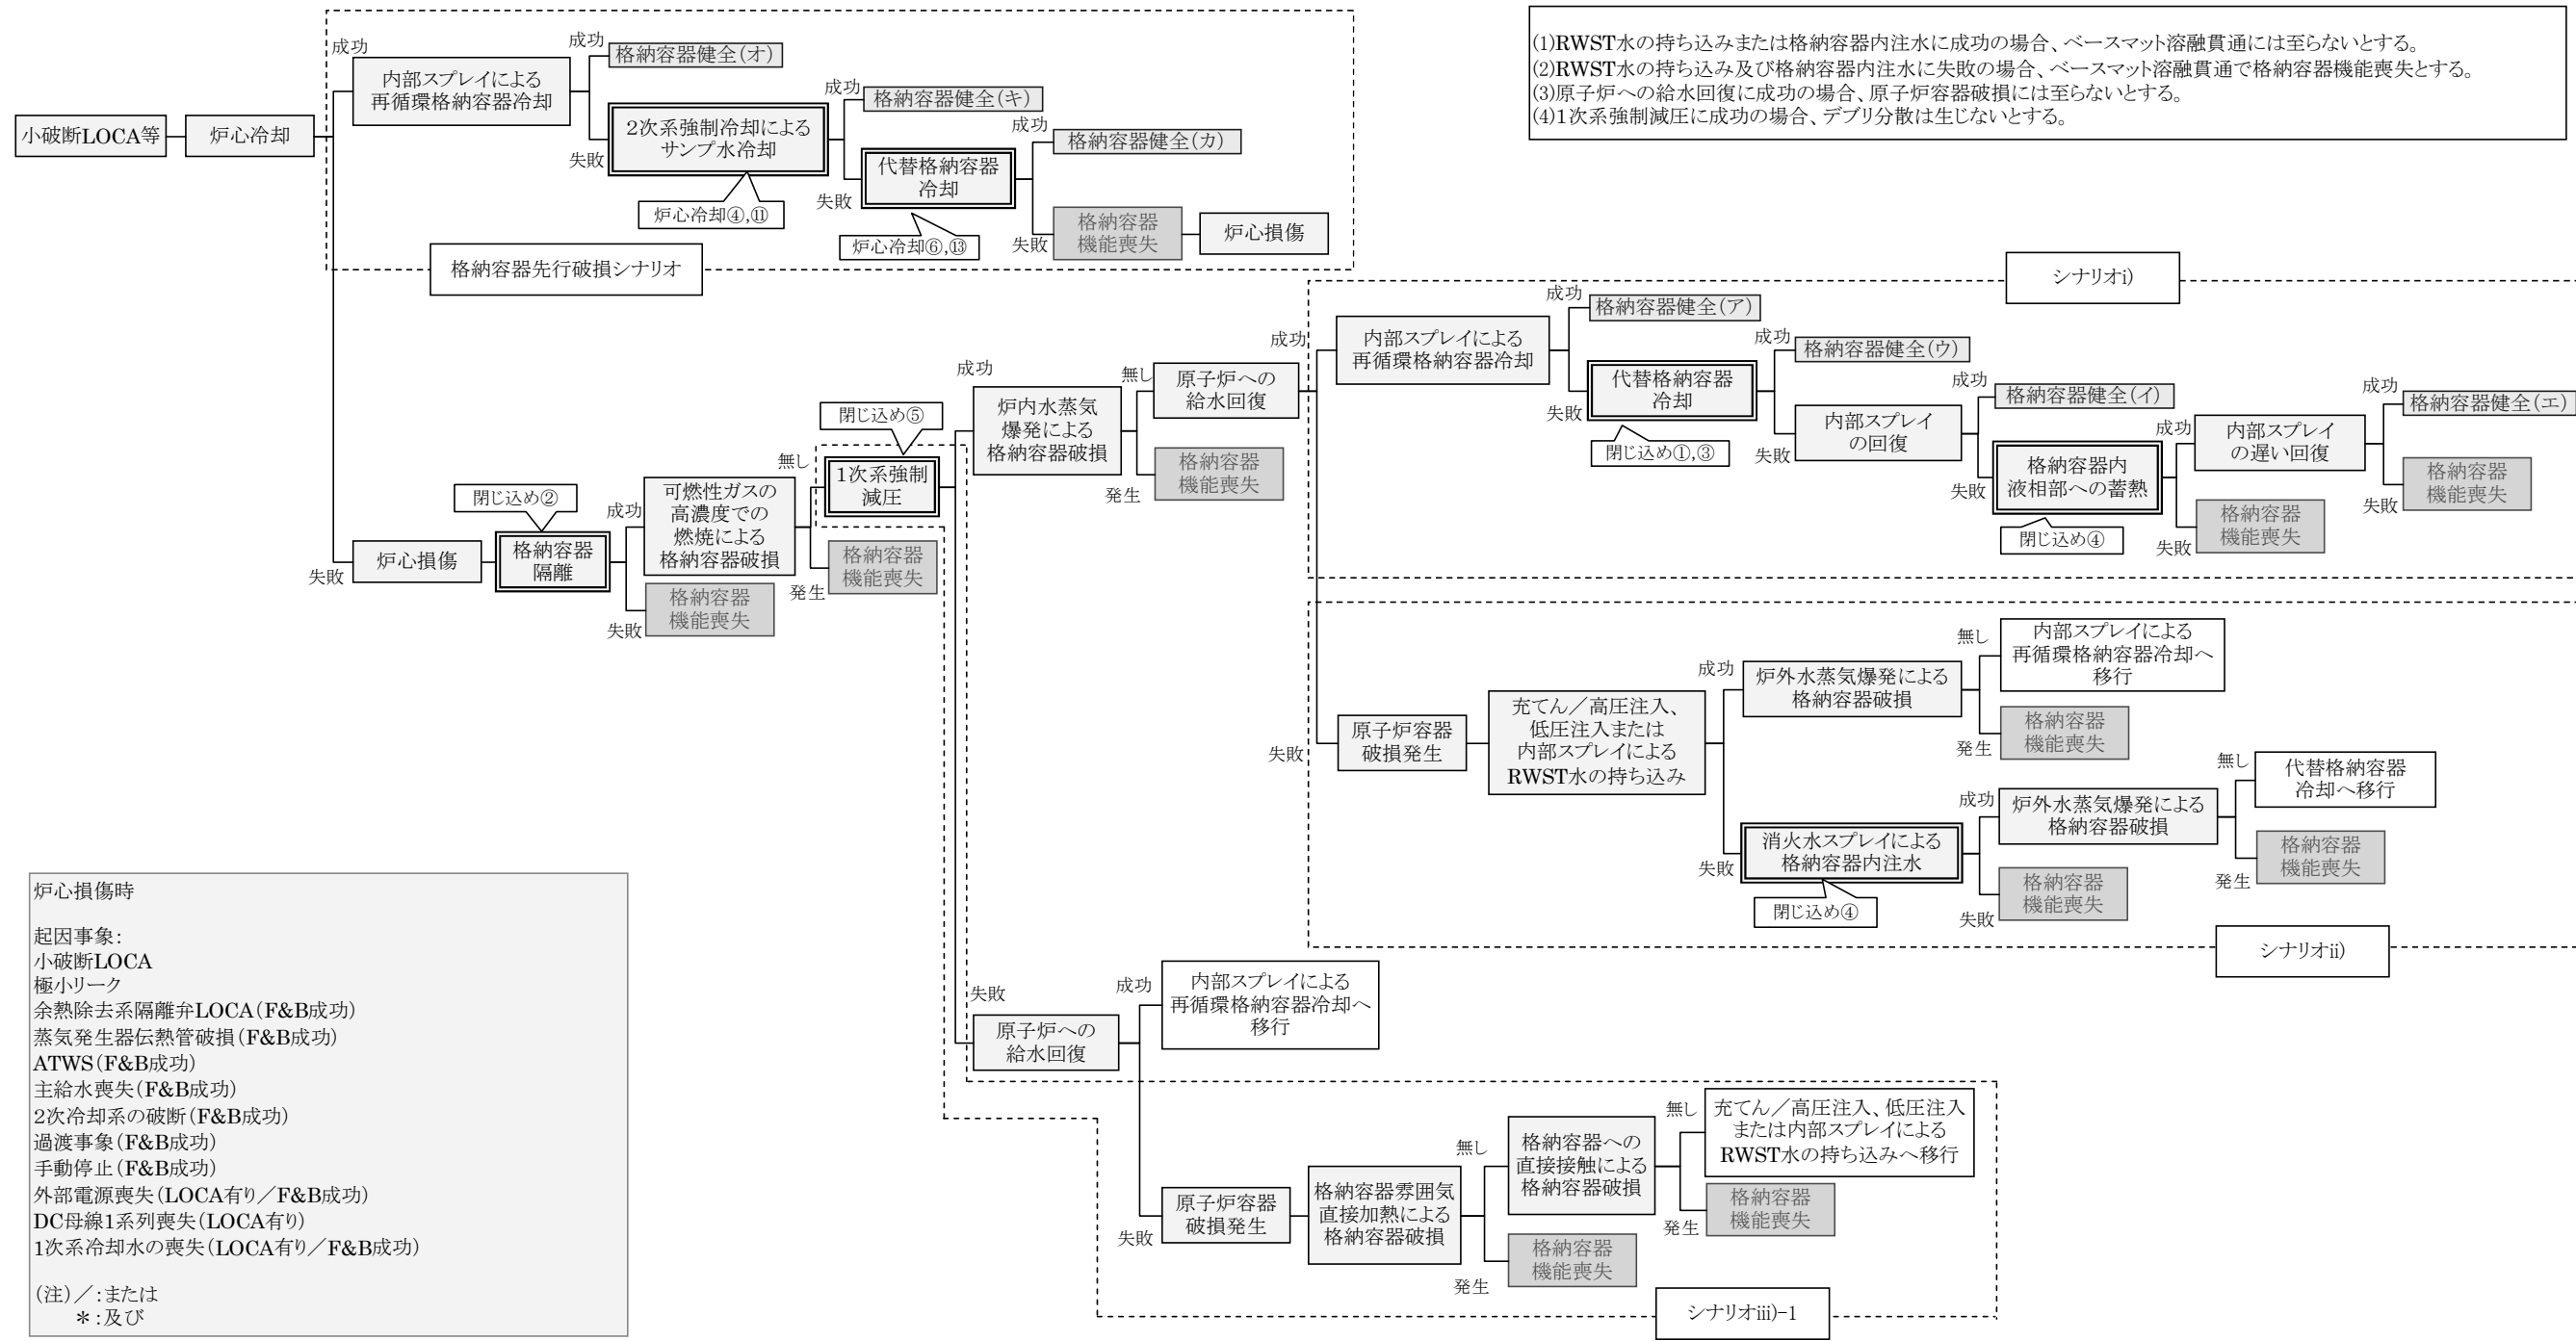 (1)RWST水の持ち込みまたは格納容器内注水に成功の場合、ベースマット溶融貫通には至らないとする。
(2)RWST水の持ち込み及び格納容器内注水に失敗の場合、ベースマット溶融貫通で格納容器機能喪失とする。
(3)原子炉への給水回復に成功の場合、原子炉容器破損には至らないとする。
(4)1次系強制減圧に成功の場合、デブリ分散は生じないとする。
小破断LOCA等
炉心冷却
成功
内部スプレイによる
再循環格納容器冷却
成功
格納容器健全(オ)
失敗
2次系強制冷却による
サンプ水冷却
炉心冷却④,⑪
成功
格納容器健全(キ)
失敗
代替格納容器
冷却
炉心冷却⑥,⑬
成功
格納容器健全(カ)
失敗
格納容器
機能喪失
炉心損傷
格納容器先行破損シナリオ
失敗
炉心損傷
閉じ込め②
格納容器
隔離
成功
可燃性ガスの
高濃度での
燃焼による
格納容器破損
失敗
格納容器
機能喪失
無し
閉じ込め⑤
1次系強制
減圧
発生
格納容器
機能喪失
成功
炉内水蒸気
爆発による
格納容器破損
無し
原子炉への
給水回復
発生
格納容器
機能喪失
シナリオi)
成功
内部スプレイによる
再循環格納容器冷却
成功
格納容器健全(ア)
失敗
代替格納容器
冷却
閉じ込め①,③
成功
格納容器健全(ウ)
失敗
内部スプレイ
の回復
成功
格納容器健全(イ)
失敗
格納容器内
液相部への蓄熱
閉じ込め④
成功
内部スプレイ
の遅い回復
失敗
格納容器
機能喪失
成功
格納容器健全(エ)
失敗
格納容器
機能喪失
失敗
原子炉容器
破損発生
充てん／高圧注入、
低圧注入または
内部スプレイによる
RWST水の持ち込み
成功
炉外水蒸気爆発による
格納容器破損
無し
内部スプレイによる
再循環格納容器冷却へ
移行
発生
格納容器
機能喪失
失敗
消火水スプレイによる
格納容器内注水
閉じ込め④
成功
炉外水蒸気爆発による
格納容器破損
失敗
格納容器
機能喪失
無し
代替格納容器
冷却へ移行
発生
格納容器
機能喪失
シナリオii)
失敗
原子炉への
給水回復
成功
内部スプレイによる
再循環格納容器冷却へ
移行
失敗
原子炉容器
破損発生
格納容器雰囲気
直接加熱による
格納容器破損
無し
格納容器への
直接接触による
格納容器破損
発生
格納容器
機能喪失
無し
充てん／高圧注入、低圧注入
または内部スプレイによる
RWST水の持ち込みへ移行
発生
格納容器
機能喪失
シナリオiii)-1
炉心損傷時
起因事象:
小破断LOCA
極小リーク
余熱除去系隔離弁LOCA(F&B成功)
蒸気発生器伝熱管破損(F&B成功)
ATWS(F&B成功)
主給水喪失(F&B成功)
2次冷却系の破断(F&B成功)
過渡事象(F&B成功)
手動停止(F&B成功)
外部電源喪失(LOCA有り／F&B成功)
DC母線1系列喪失(LOCA有り)
1次系冷却水の喪失(LOCA有り／F&B成功)
(注)／:または
＊:及び